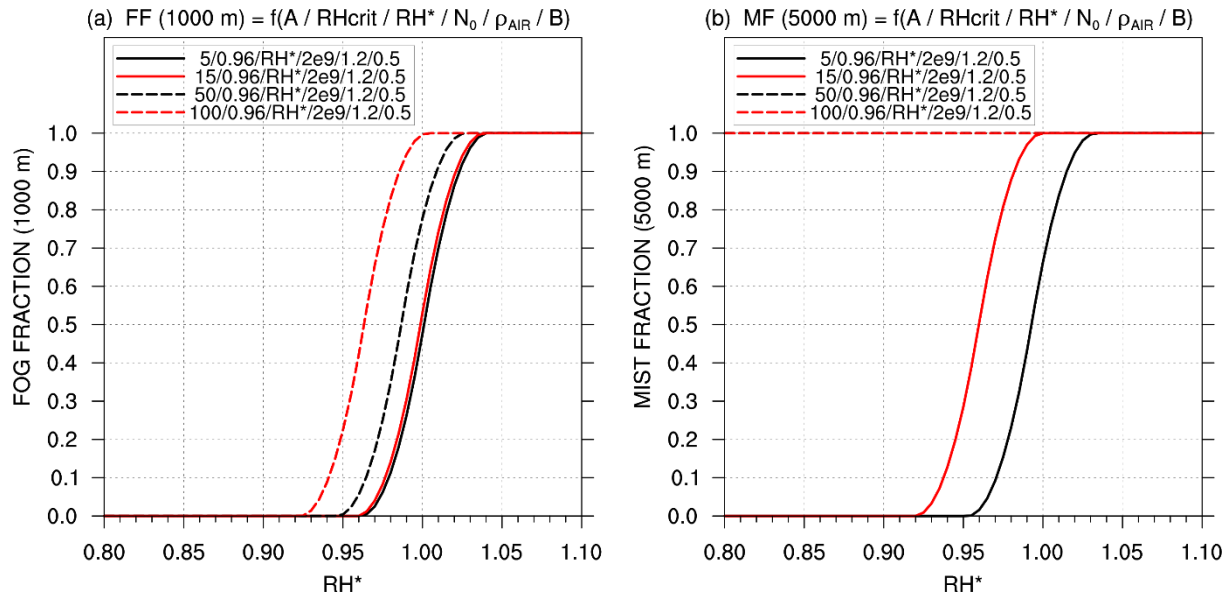 (a) FF (1000 m) = f(A / RHcrit / RH* / N₀ / ρAIR / B)
5/0.96/RH*/2e9/1.2/0.5
15/0.96/RH*/2e9/1.2/0.5
50/0.96/RH*/2e9/1.2/0.5
100/0.96/RH*/2e9/1.2/0.5
FOG FRACTION (1000 m)
1.0
0.9
0.8
0.7
0.6
0.5
0.4
0.3
0.2
0.1
0.0
0.80 0.85 0.90 0.95 1.00 1.05 1.10
RH*
(b) MF (5000 m) = f(A / RHcrit / RH* / N₀ / ρAIR / B)
5/0.96/RH*/2e9/1.2/0.5
15/0.96/RH*/2e9/1.2/0.5
50/0.96/RH*/2e9/1.2/0.5
100/0.96/RH*/2e9/1.2/0.5
MIST FRACTION (5000 m)
1.0
0.9
0.8
0.7
0.6
0.5
0.4
0.3
0.2
0.1
0.0
0.80 0.85 0.90 0.95 1.00 1.05 1.10
RH*